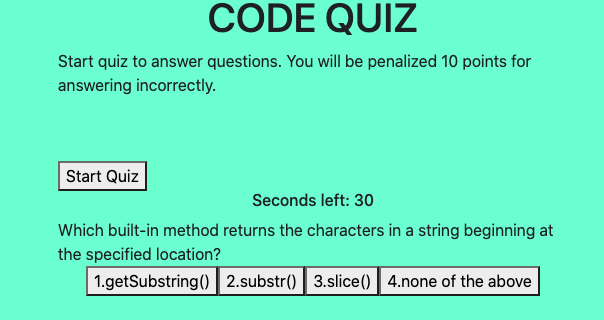 CODE QUIZ
Start quiz to answer questions. You will be penalized 10 points for
answering incorrectly.
Start Quiz
Seconds left: 30
Which built-in method returns the characters in a string beginning at
the specified location?
1.getSubstring() 2.substr() 3.slice() 4.none of the above